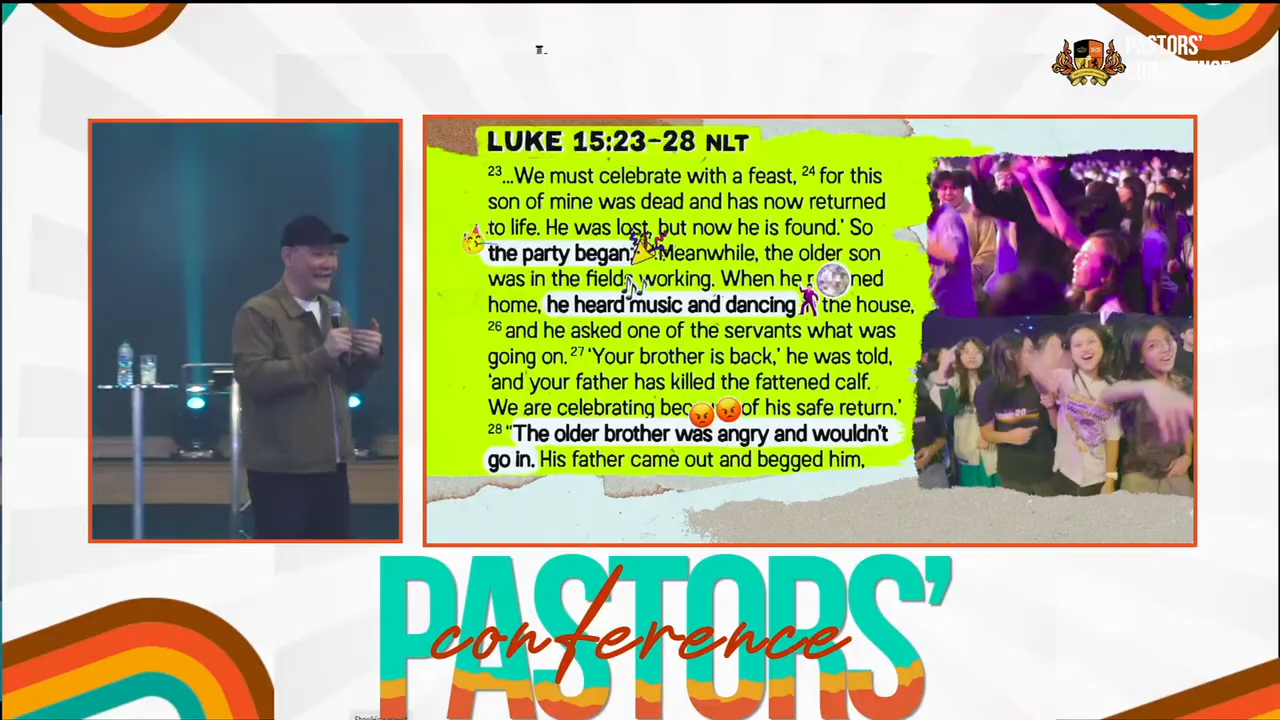 PASTORS'
CONFERENCE
LUKE 15:23-28 NLT
23...We must celebrate with a feast, 24 for this
son of mine was dead and has now returned
to life. He was lost, but now he is found.' So
the party began. Meanwhile, the older son
was in the fields working. When he
home, he heard music and dancing the house,
26 and he asked one of the servants what was
going on. 27 'Your brother is back,' he was told,
'and your father has killed the fattened calf.
We are celebrating of his safe return.'
28 "The older brother was angry and wouldn't
go in. His father came out and begged him,
PASTORS'
conference